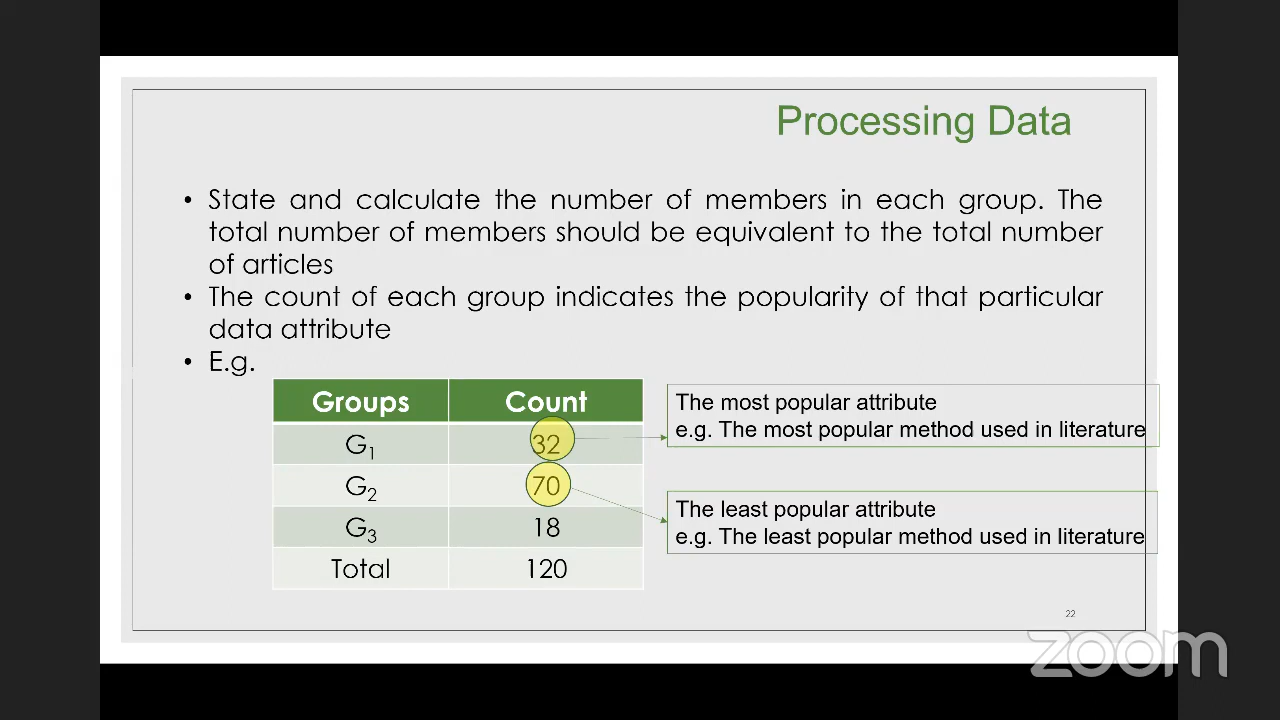 Processing Data
• State and calculate the number of members in each group. The
total number of members should be equivalent to the total number
of articles
• The count of each group indicates the popularity of that particular
data attribute
• E.g.
Groups Count
G1 32
G2 70
G3 18
Total 120
The most popular attribute
e.g. The most popular method used in literature
The least popular attribute
e.g. The least popular method used in literature
22
zoom